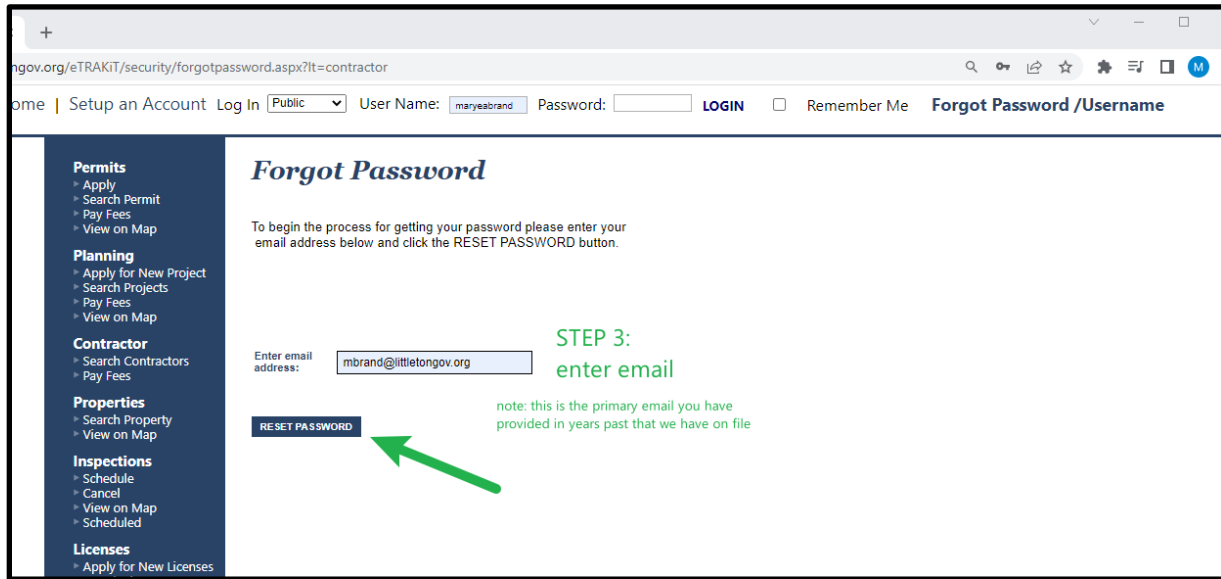 ngov.org/eTRAKiT/security/forgotpassword.aspx?lt=contractor
M
ome | Setup an Account Log In Public User Name: maryeabrand Password: LOGIN Remember Me Forgot Password /Username
Permits
Apply
Search Permit
Pay Fees
View on Map
Planning
Apply for New Project
Search Projects
Pay Fees
View on Map
Contractor
Search Contractors
Pay Fees
Properties
Search Property
View on Map
Inspections
Schedule
Cancel
View on Map
Scheduled
Licenses
Apply for New Licenses
Forgot Password
To begin the process for getting your password please enter your
email address below and click the RESET PASSWORD button.
Enter email
address:
mbrand@littletongov.org
STEP 3:
enter email
note: this is the primary email you have
provided in years past that we have on file
RESET PASSWORD